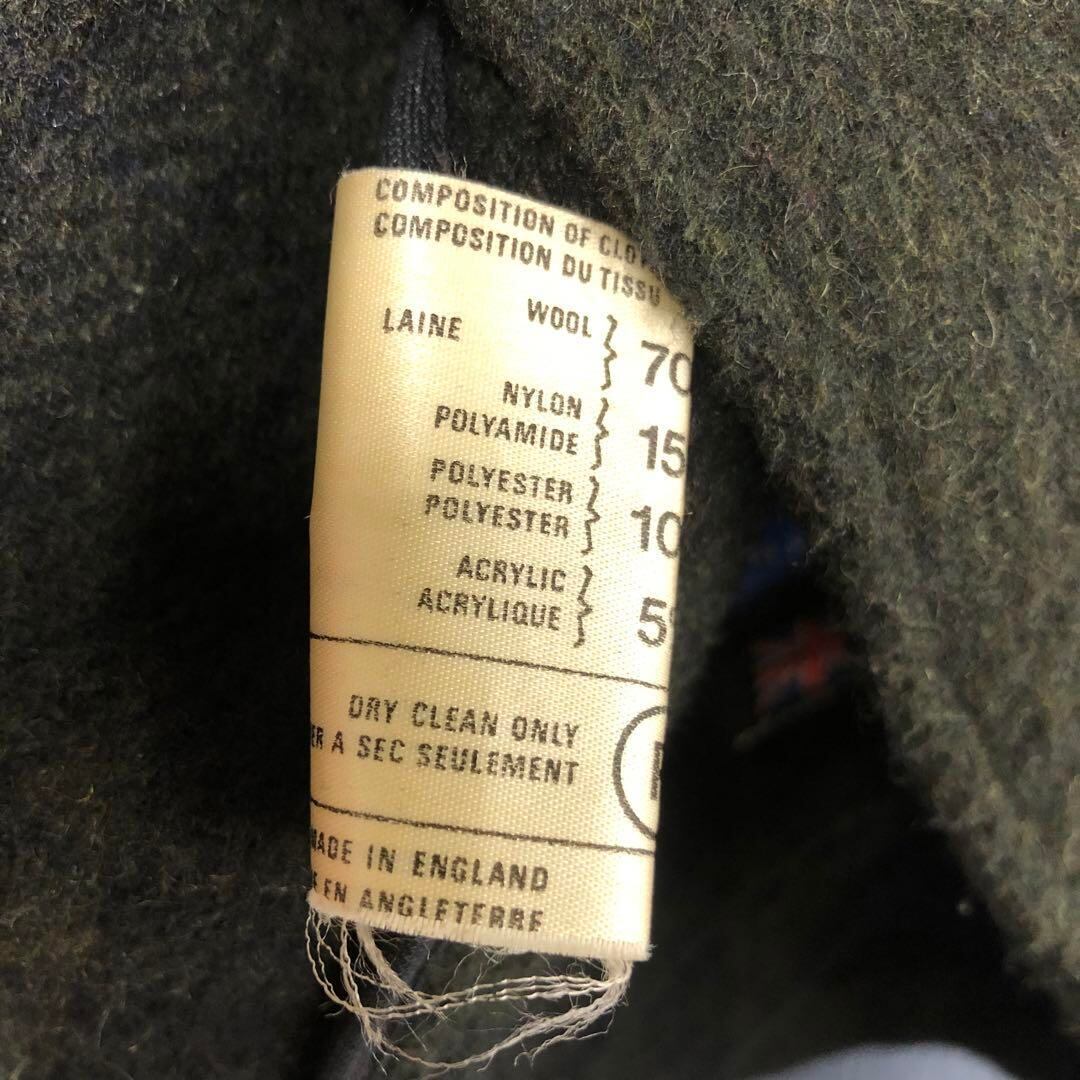 COMPOSITION OF
COMPOSITION DU TISSU
WOOL
LAINE
70
NYLON
POLYAMIDE
15
POLYESTER
POLYESTER
10
ACRYLIC
ACRYLIQUE
5
DRY CLEAN ONLY
A SEC SEULEMENT
P
MADE IN ENGLAND
EN ANGLETERRE